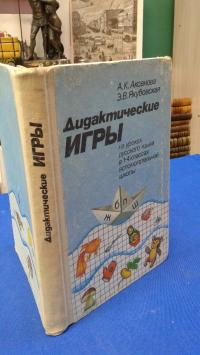 А.К. Аксенова
Э.В. Якубовская
Дидактические
ИГРЫ
на уроках
русского языка
в 1-4 классах
вспомогательной
школы
Ж
б
п
Ш
Дидактические ИГРЫ